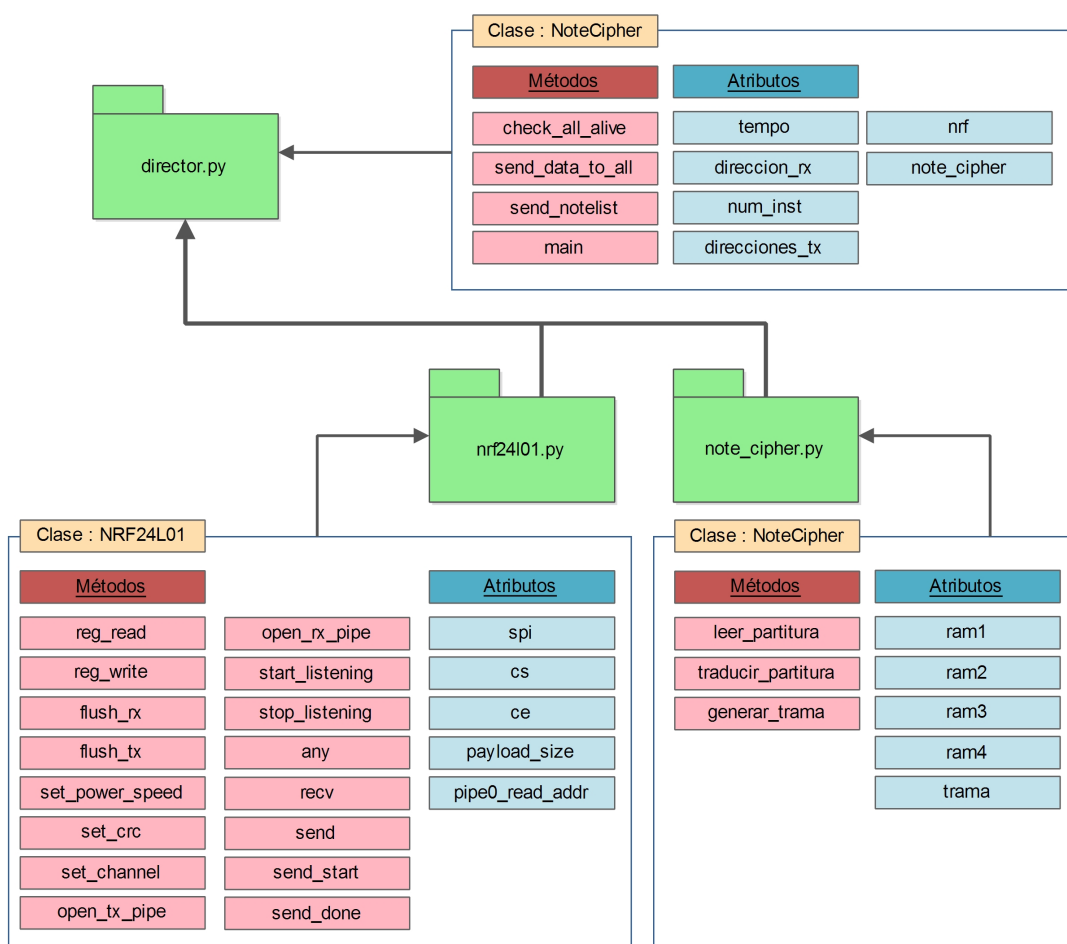 Clase : NoteCipher
Métodos
Atributos
check_all_alive
send_data_to_all
send_notelist
main
tempo
direccion_rx
num_inst
direcciones_tx
nrf
note_cipher
director.py
nrf24l01.py
note_cipher.py
Clase : NRF24L01
Métodos
Atributos
reg_read
reg_write
flush_rx
flush_tx
set_power_speed
set_crc
set_channel
open_tx_pipe
open_rx_pipe
start_listening
stop_listening
any
recv
send
send_start
send_done
spi
cs
ce
payload_size
pipe0_read_addr
Clase : NoteCipher
Métodos
Atributos
leer_partitura
traducir_partitura
generar_trama
ram1
ram2
ram3
ram4
trama